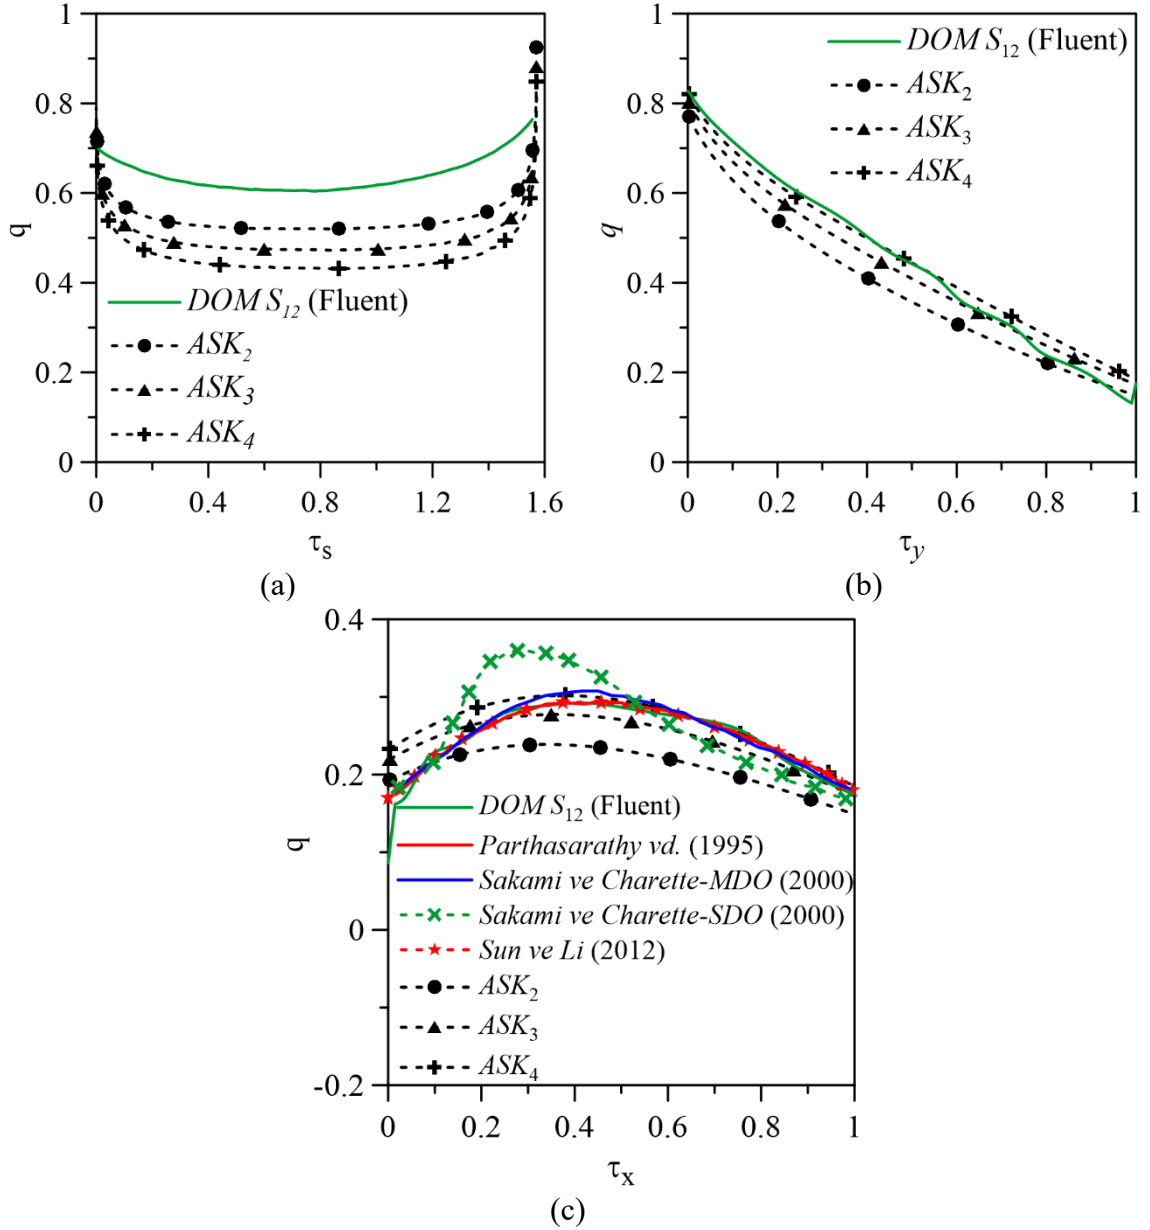 1
0.8
0.6
q
0.4
0.2
0
DOM S12 (Fluent)
ASK2
ASK3
ASK4
0 0.4 0.8 1.2 1.6
τs
(a)
1
0.8
0.6
q
0.4
0.2
0
DOM S12 (Fluent)
ASK2
ASK3
ASK4
0 0.2 0.4 0.6 0.8 1
τy
(b)
0.4
0.2
q
0
-0.2
DOM S12 (Fluent)
Parthasarathy vd. (1995)
Sakami ve Charette-MDO (2000)
Sakami ve Charette-SDO (2000)
Sun ve Li (2012)
ASK2
ASK3
ASK4
0 0.2 0.4 0.6 0.8 1
τx
(c)